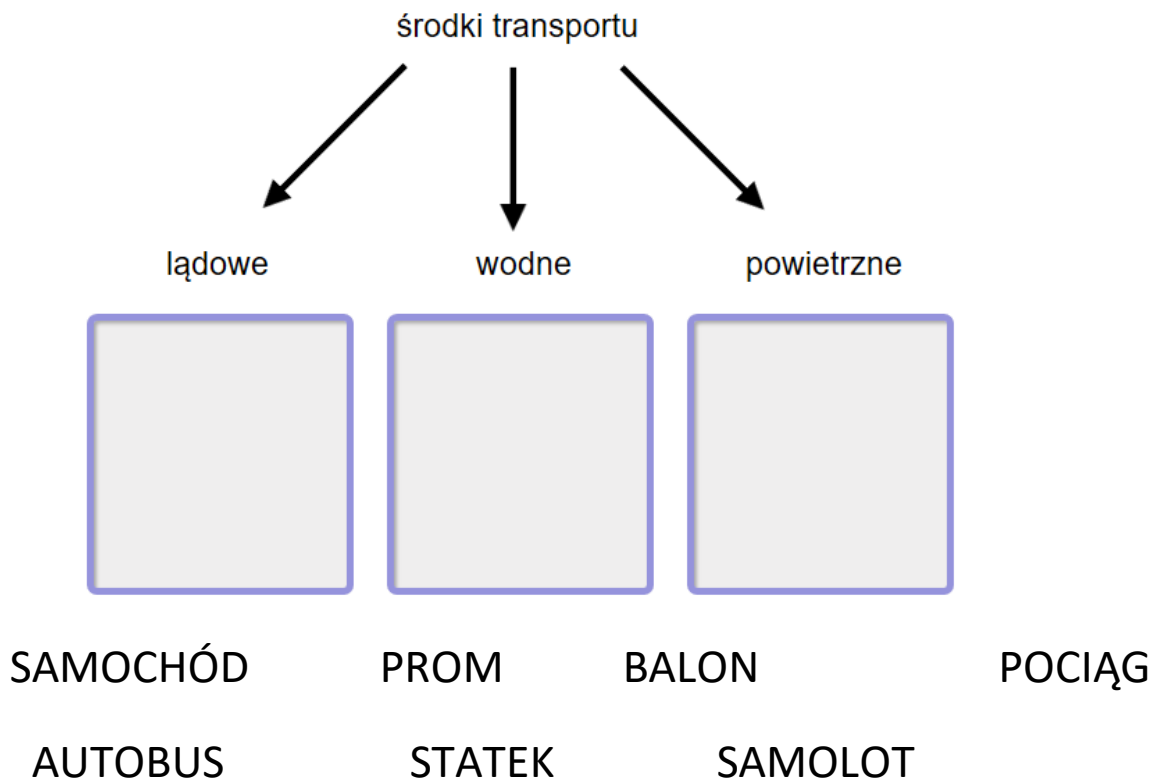 środki transportu
lądowe wodne powietrzne
SAMOCHÓD PROM BALON POCIĄG
AUTOBUS STATEK SAMOLOT